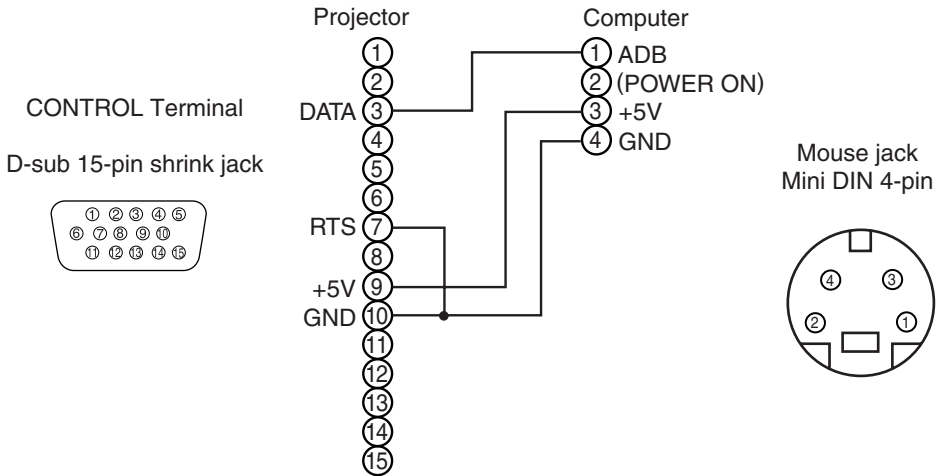 Projector
Computer
CONTROL Terminal
D-sub 15-pin shrink jack
① ② ③ ④ ⑤
⑥ ⑦ ⑧ ⑨ ⑩
⑪ ⑫ ⑬ ⑭ ⑮
①
②
DATA ③
④
⑤
⑥
RTS ⑦
⑧
+5V ⑨
GND ⑩
⑪
⑫
⑬
⑭
⑮
① ADB
② (POWER ON)
③ +5V
④ GND
Mouse jack
Mini DIN 4-pin
④ ③
② ①